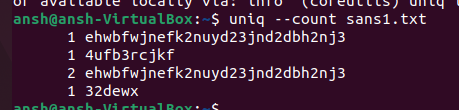 or available locally via: info '(coreutils) uniq i
ansh@ansh-VirtualBox:~$ uniq --count sans1.txt
1 ehwbfwjnefk2nuyd23jnd2dbh2nj3
1 4ufb3rcjkf
2 ehwbfwjnefk2nuyd23jnd2dbh2nj3
1 32dewx
ansh@ansh-VirtualBox:~$